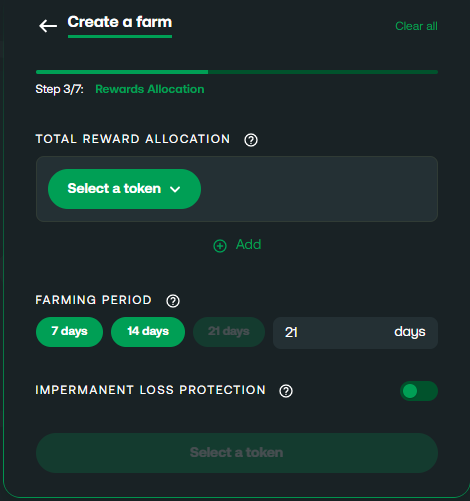 Create a farm
Clear all
Step 3/7: Rewards Allocation
TOTAL REWARD ALLOCATION
Select a token
Add
FARMING PERIOD
7 days 14 days 21 days 21 days
IMPERMANENT LOSS PROTECTION
Select a token